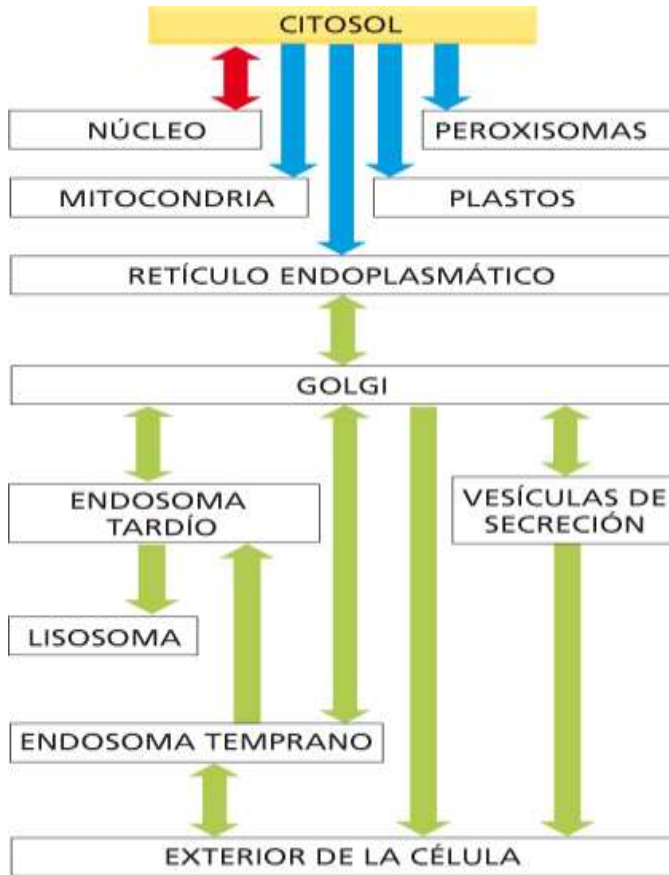 CITOSOL
NÚCLEO
PEROXISOMAS
MITOCONDRIA
PLASTOS
RETÍCULO ENDOPLASMÁTICO
GOLGI
ENDOSOMA
TARDÍO
VESÍCULAS DE
SECRECIÓN
LISOSOMA
ENDOSOMA TEMPRANO
EXTERIOR DE LA CÉLULA